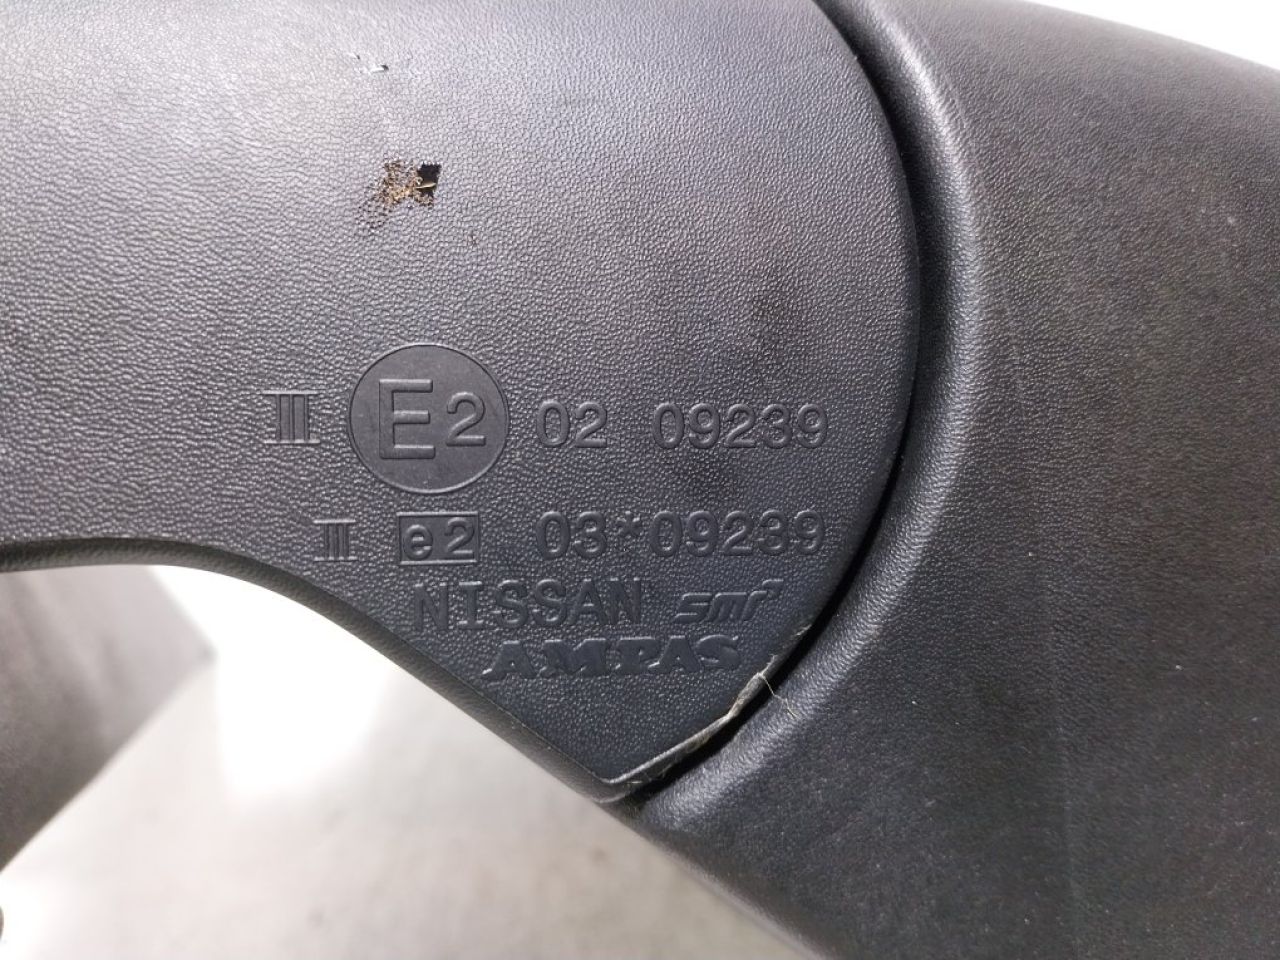 III E2 02 09239
III e2 03*09239
NISSAN smr
AMPAS